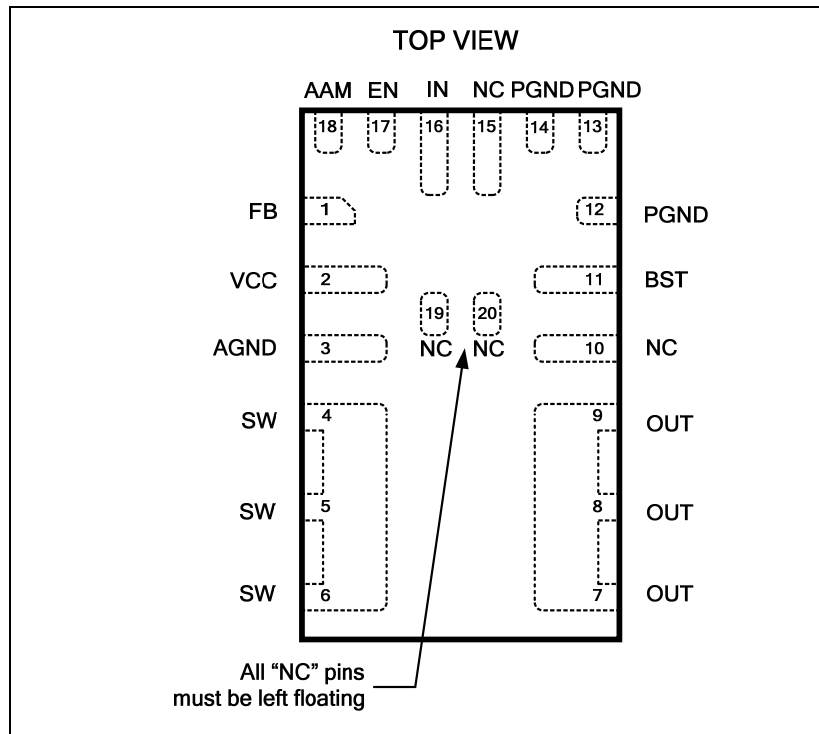 TOP VIEW
AAM EN IN NC PGND PGND
18 17 16 15 14 13
FB 1 12 PGND
VCC 2 11 BST
19 20
AGND 3 NC NC 10 NC
SW 4 9 OUT
SW 5 8 OUT
SW 6 7 OUT
All “NC” pins
must be left floating